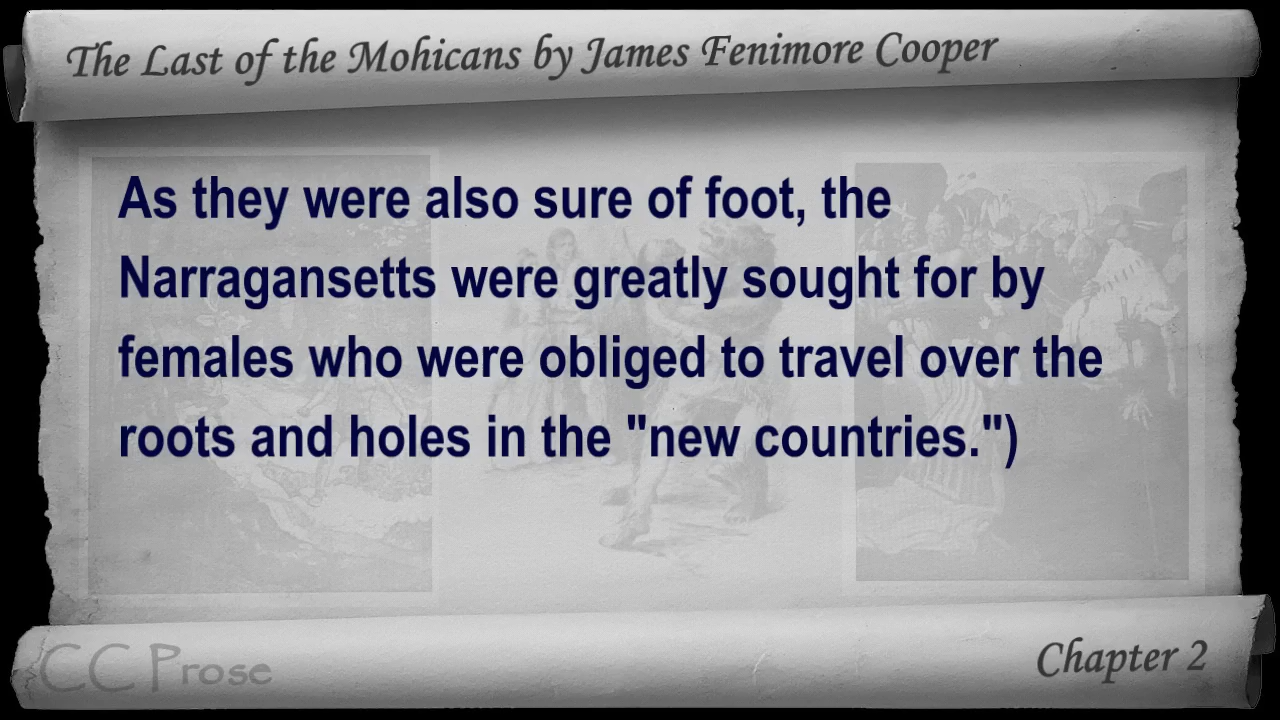 The Last of the Mohicans by James Fenimore Cooper
As they were also sure of foot, the
Narragansetts were greatly sought for by
females who were obliged to travel over the
roots and holes in the "new countries.")
CC Prose
Chapter 2